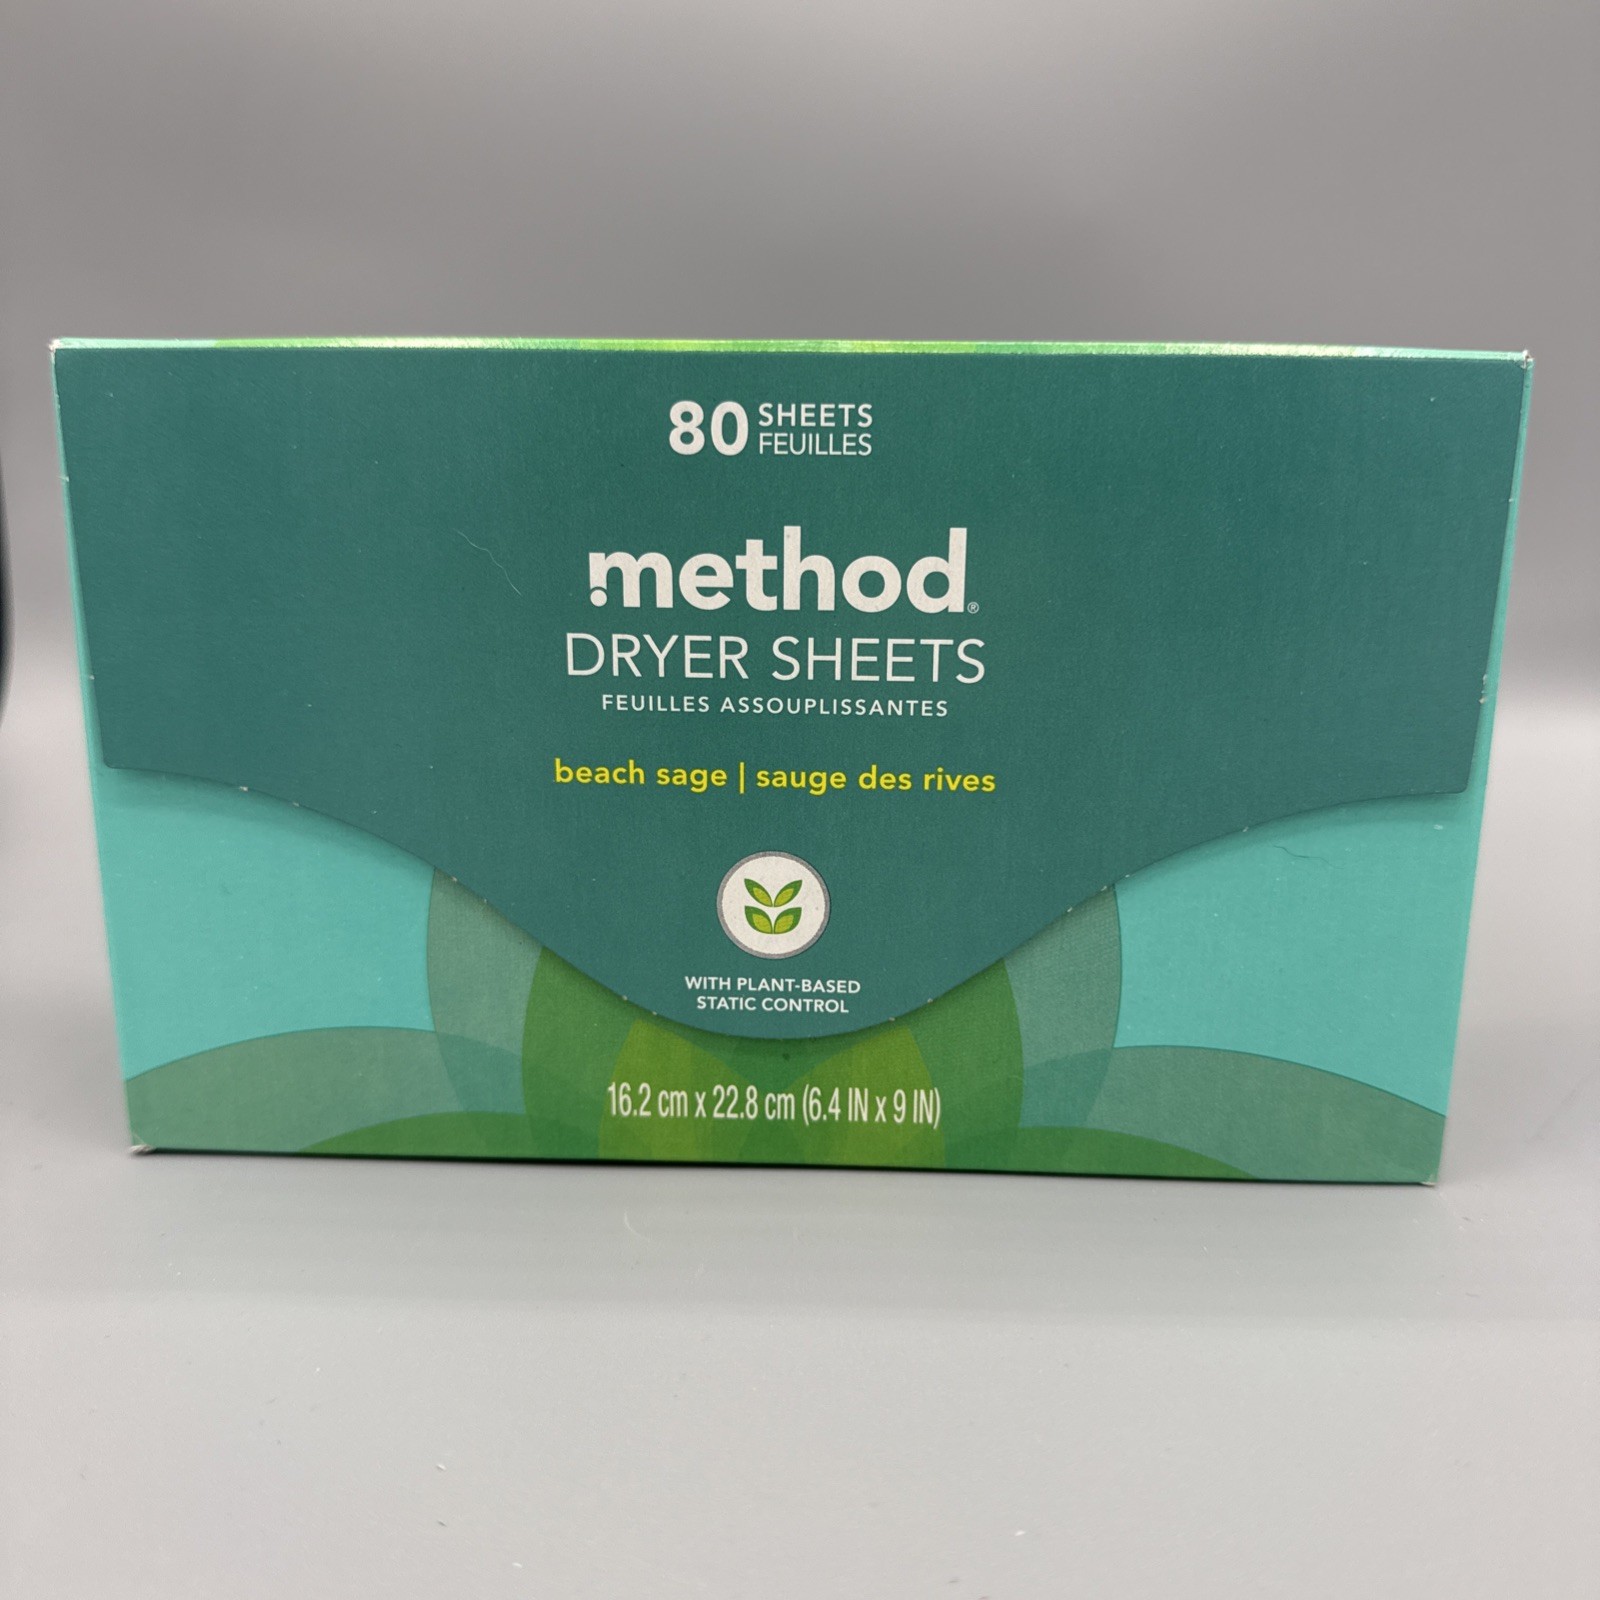 80 SHEETS
FEUILLES
method®
DRYER SHEETS
FEUILLES ASSOUPLISSANTES
beach sage | sauge des rives
WITH PLANT-BASED
STATIC CONTROL
16.2 cm x 22.8 cm (6.4 IN x 9 IN)